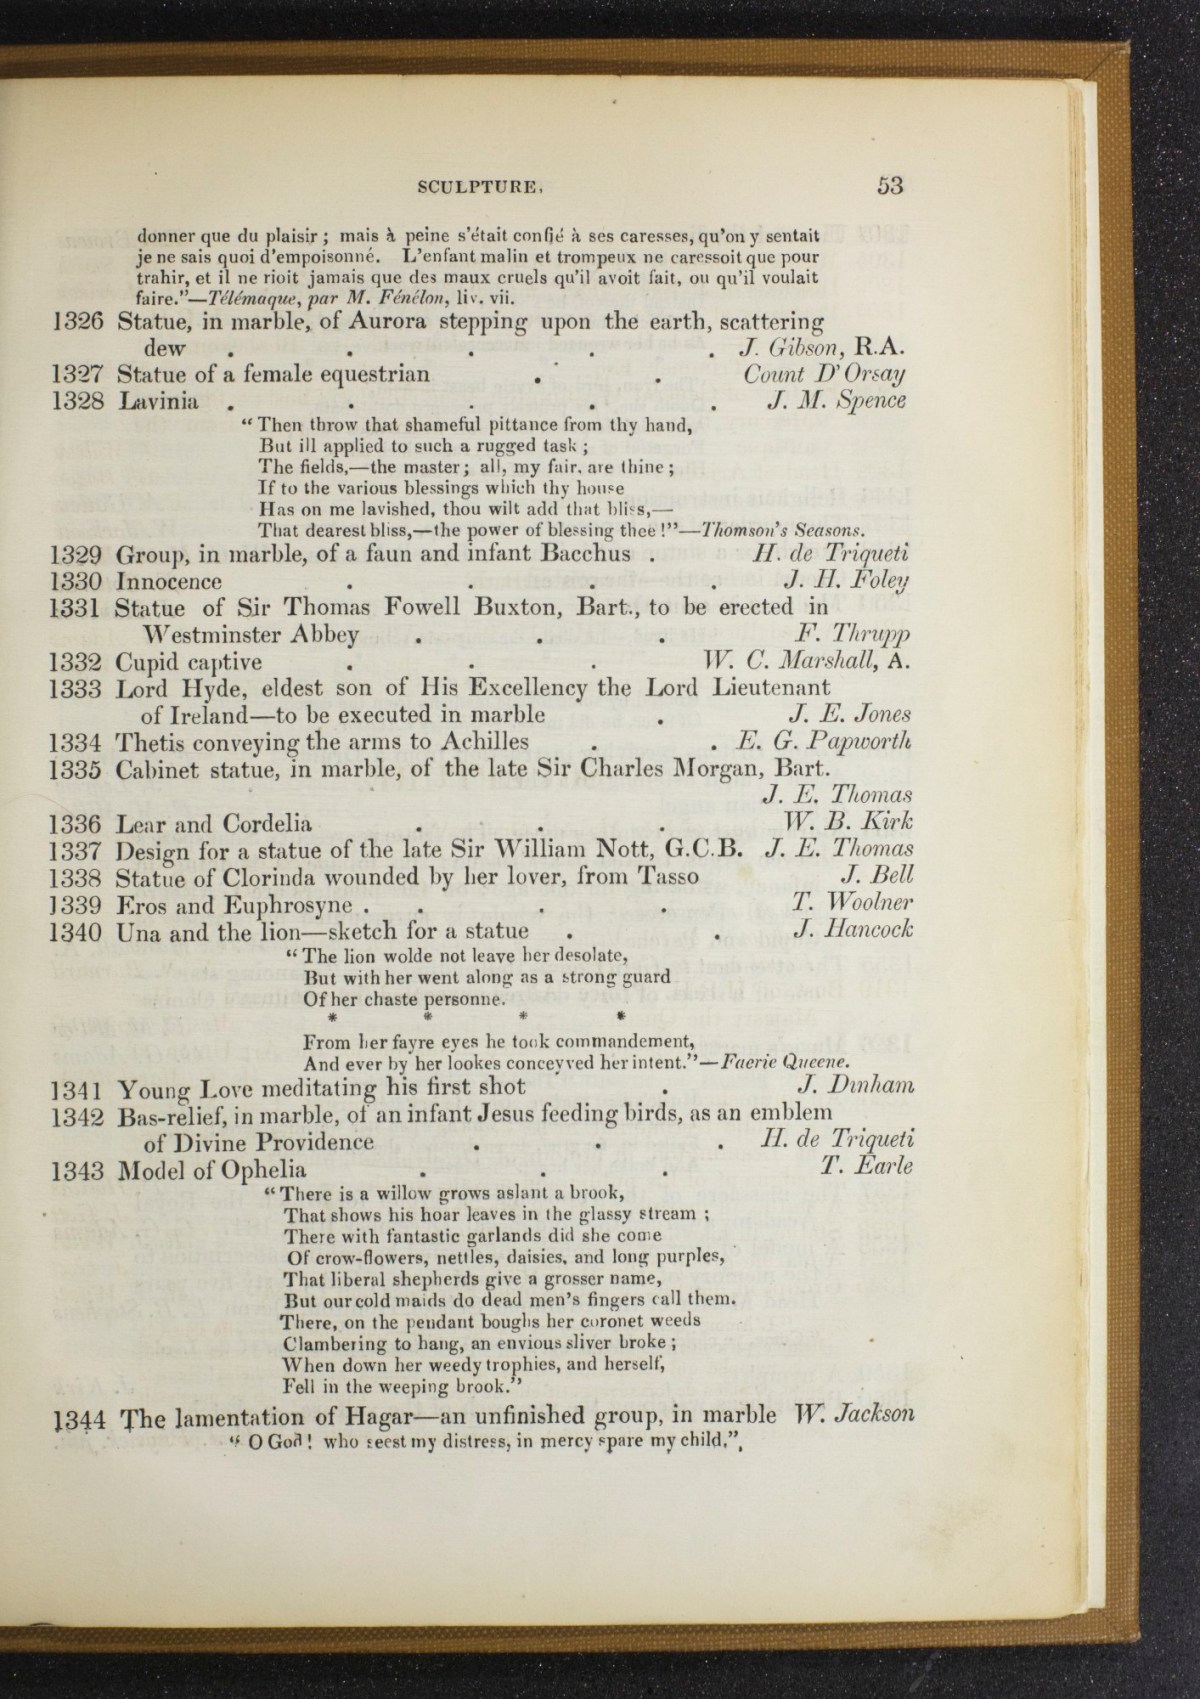 SCULPTURE. 53
donner que du plaisir ; mais à peine s'était confié à ses caresses, qu'on y sentait
je ne sais quoi d'empoisonné. L'enfant malin et trompeux ne caressoit que pour
trahir, et il ne rioit jamais que des maux cruels qu'il avoit fait, ou qu'il voulait
faire."—Télémaque, par M. Fénélon, liv. vii.
1326 Statue, in marble, of Aurora stepping upon the earth, scattering
dew . . . . . J. Gibson, R.A.
1327 Statue of a female equestrian . . Count D'Orsay
1328 Lavinia . . . . . J. M. Spence
"Then throw that shameful pittance from thy hand,
But ill applied to such a rugged task ;
The fields,—the master ; all, my fair, are thine ;
If to the various blessings which thy house
Has on me lavished, thou wilt add that bliss,—
That dearest bliss,—the power of blessing thee !"—Thomson's Seasons.
1329 Group, in marble, of a faun and infant Bacchus . H. de Triqueti
1330 Innocence . . . . J. H. Foley
1331 Statue of Sir Thomas Fowell Buxton, Bart., to be erected in
Westminster Abbey . . . F. Thrupp
1332 Cupid captive . . . W. C. Marshall, A.
1333 Lord Hyde, eldest son of His Excellency the Lord Lieutenant
of Ireland—to be executed in marble . J. E. Jones
1334 Thetis conveying the arms to Achilles . . E. G. Papworth
1335 Cabinet statue, in marble, of the late Sir Charles Morgan, Bart.
J. E. Thomas
1336 Lear and Cordelia . . . W. B. Kirk
1337 Design for a statue of the late Sir William Nott, G.C.B. J. E. Thomas
1338 Statue of Clorinda wounded by her lover, from Tasso J. Bell
1339 Eros and Euphrosyne . . . . T. Woolner
1340 Una and the lion—sketch for a statue . . J. Hancock
"The lion wolde not leave her desolate,
But with her went along as a strong guard
Of her chaste personne.
* * * *
From her fayre eyes he took commandement,
And ever by her lookes conceyved her intent."—Faerie Queene.
1341 Young Love meditating his first shot . J. Dinham
1342 Bas-relief, in marble, of an infant Jesus feeding birds, as an emblem
of Divine Providence . . . H. de Triqueti
1343 Model of Ophelia . . . T. Earle
"There is a willow grows aslant a brook,
That shows his hoar leaves in the glassy stream ;
There with fantastic garlands did she come
Of crow-flowers, nettles, daisies, and long purples,
That liberal shepherds give a grosser name,
But our cold maids do dead men's fingers call them.
There, on the pendant boughs her coronet weeds
Clambering to hang, an envious sliver broke ;
When down her weedy trophies, and herself,
Fell in the weeping brook."
1344 The lamentation of Hagar—an unfinished group, in marble W. Jackson
"O God ! who seest my distress, in mercy spare my child."